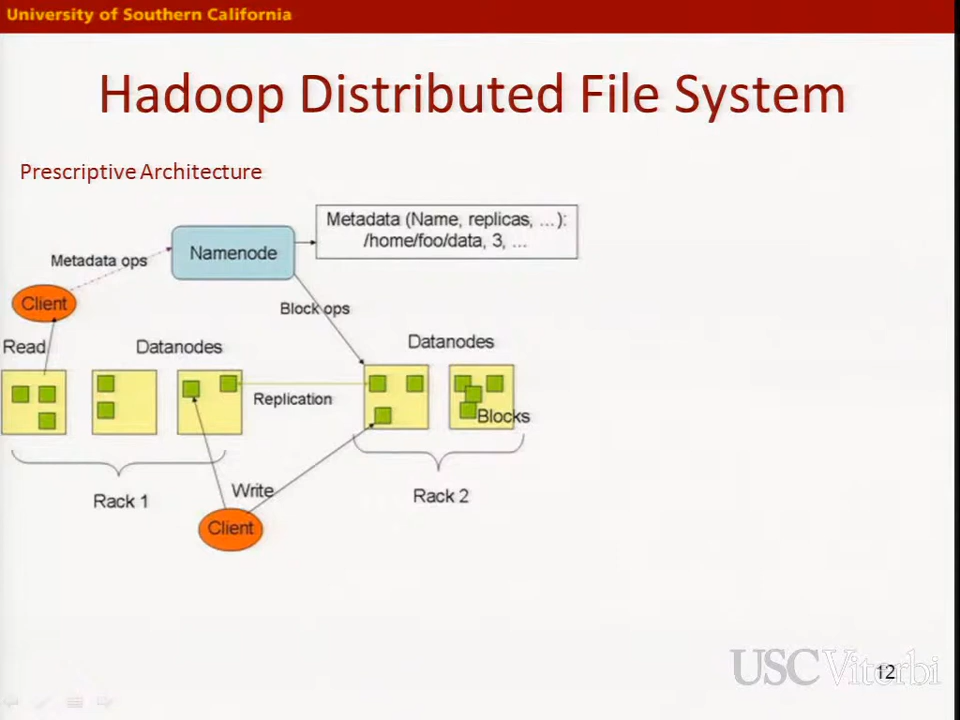 University of Southern California
Hadoop Distributed File System
Prescriptive Architecture
Metadata (Name, replicas, ...):
/home/foo/data, 3, ...
Namenode
Metadata ops
Client
Block ops
Read
Datanodes
Datanodes
Replication
Blocks
Rack 1
Write
Rack 2
Client
USC Viterbi
12